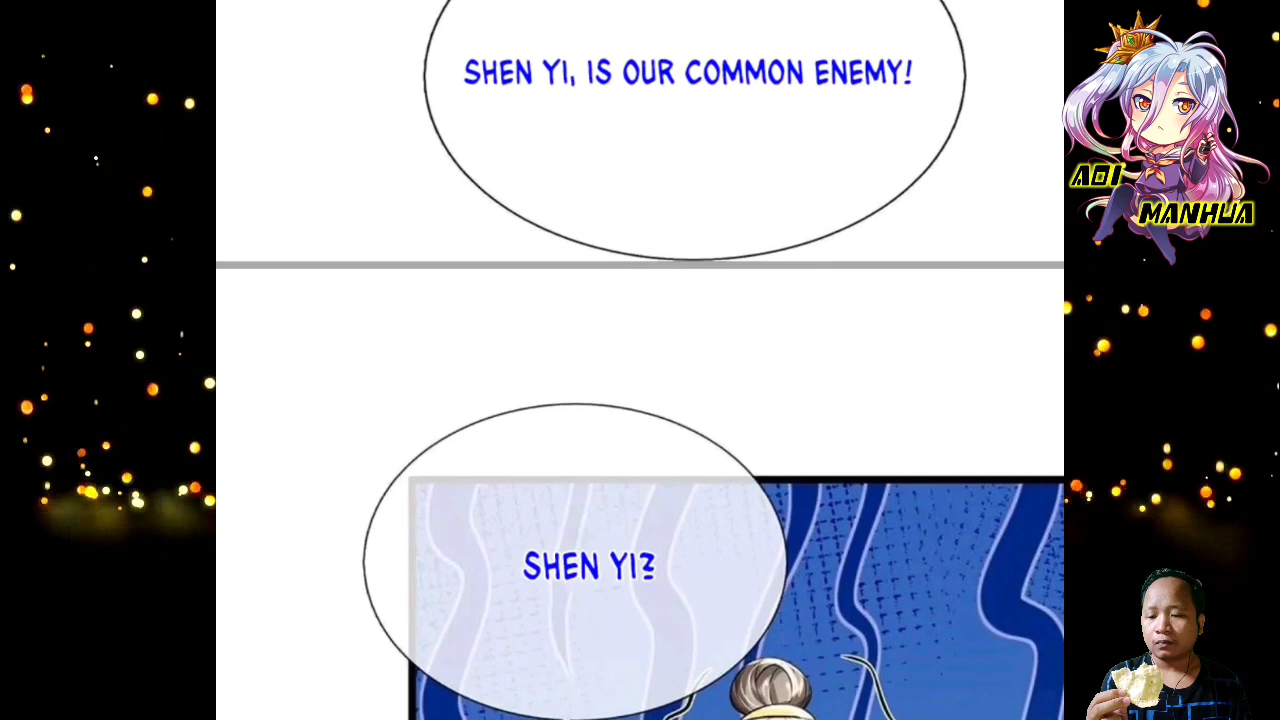 SHEN YI, IS OUR COMMON ENEMY!
AOI
MANHUA
SHEN YI?